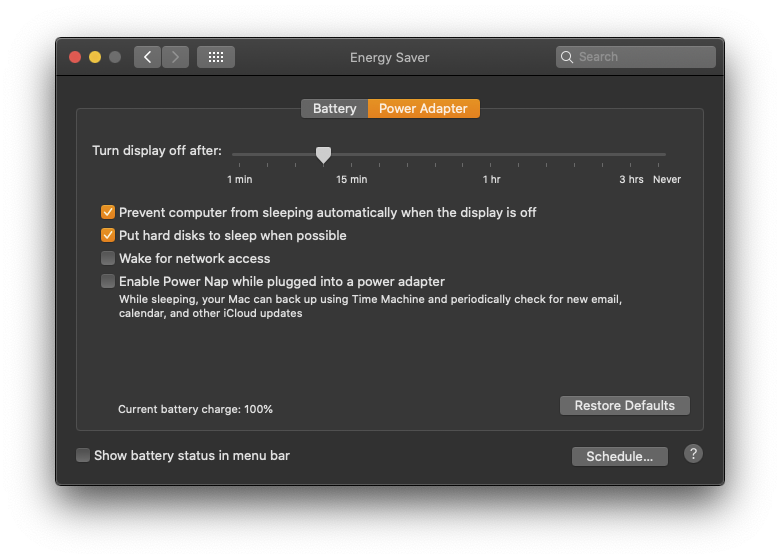 Energy Saver
Search
Battery
Power Adapter
Turn display off after:
1 min
15 min
1 hr
3 hrs
Never
Prevent computer from sleeping automatically when the display is off
Put hard disks to sleep when possible
Wake for network access
Enable Power Nap while plugged into a power adapter
While sleeping, your Mac can back up using Time Machine and periodically check for new email,
calendar, and other iCloud updates
Current battery charge: 100%
Restore Defaults
Show battery status in menu bar
Schedule...
?